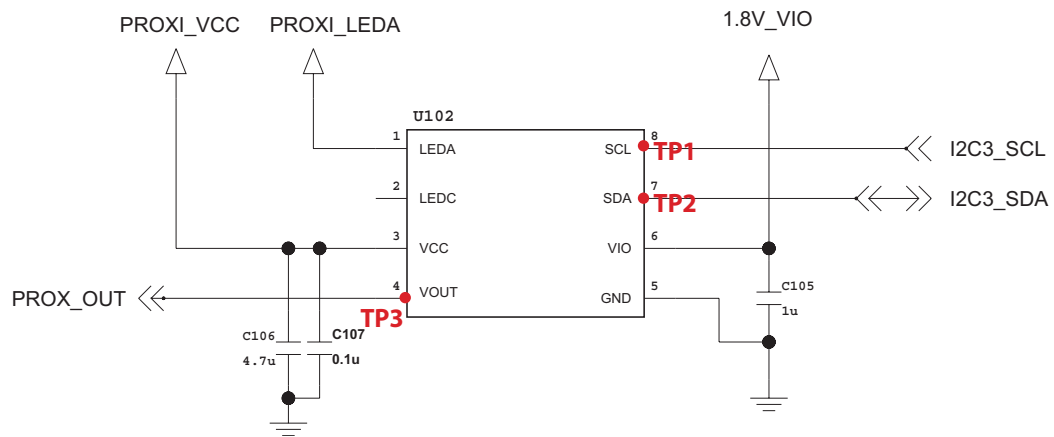 PROXI_VCC
PROXI_LEDA
1.8V_VIO
U102
1
LEDA
SCL
8
TP1
I2C3_SCL
2
LEDC
SDA
7
TP2
I2C3_SDA
3
VCC
VIO
6
4
VOUT
GND
5
PROX_OUT
TP3
C105
1u
C106
4.7u
C107
0.1u